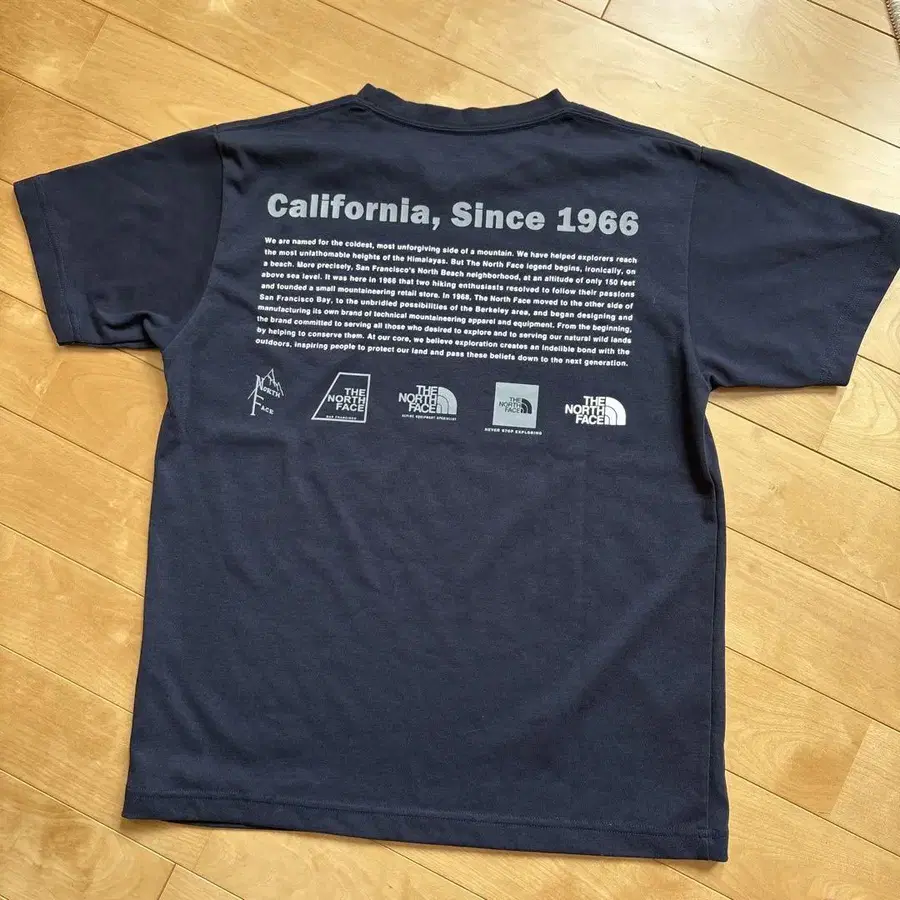 California, Since 1966
We are named for the coldest, most unforgiving side of a mountain. We have helped explorers reach
the most unfathomable heights of the Himalayas. But The North Face legend begins, ironically, on
a beach. More precisely, San Francisco's North Beach neighborhood, at an altitude of only 150 feet
above sea level. It was here in 1966 that two hiking enthusiasts resolved to follow their passions
and founded a small mountaineering retail store. In 1968, The North Face moved to the other side of
San Francisco Bay, to the unbridled possibilities of the Berkeley area, and began designing and
manufacturing its own brand of technical mountaineering apparel and equipment. From the beginning,
the brand committed to serving all those who desired to explore and to serving our natural wild lands
by helping to conserve them. At our core, we believe exploration creates an indelible bond with the
outdoors, inspiring people to protect our land and pass these beliefs down to the next generation.
North
Face
THE
NORTH
FACE
SAN FRANCISCO
THE
NORTH
FACE
ALPINE EQUIPMENT SPECIALIST
THE
NORTH
FACE
NEVER STOP EXPLORING
THE
NORTH
FACE